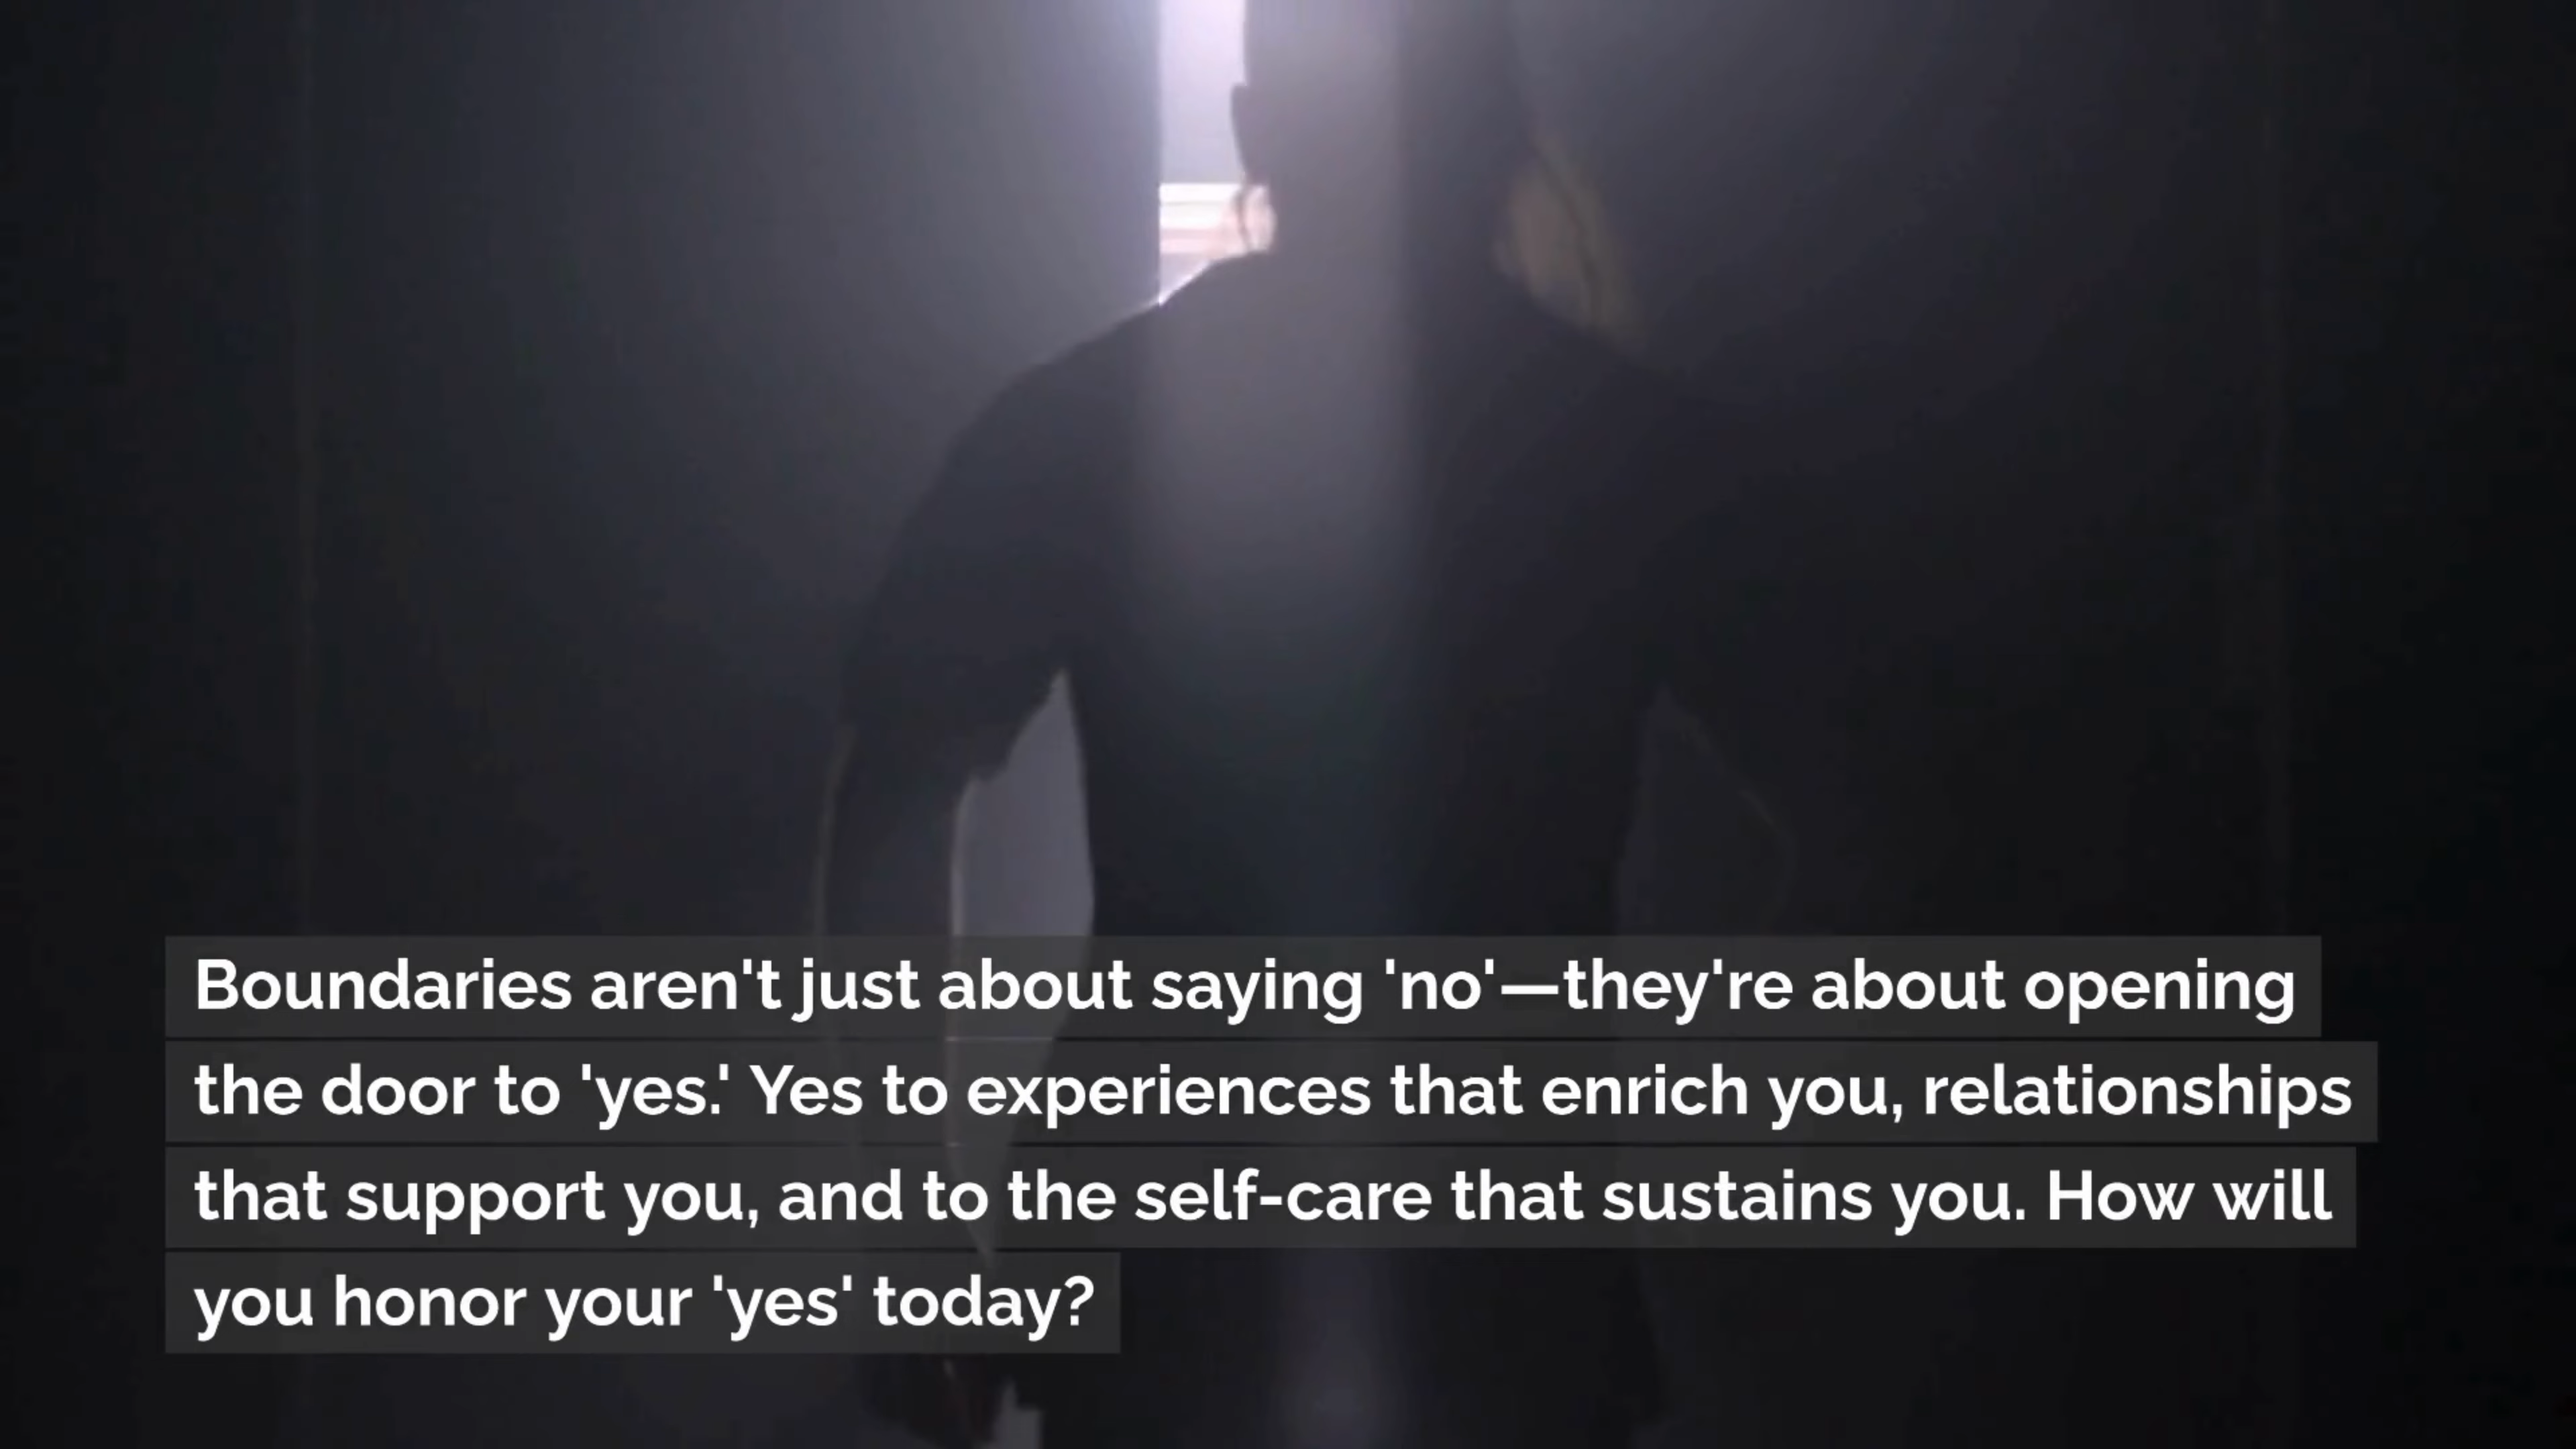 Boundaries aren't just about saying 'no'—they're about opening
the door to 'yes.' Yes to experiences that enrich you, relationships
that support you, and to the self-care that sustains you. How will
you honor your 'yes' today?